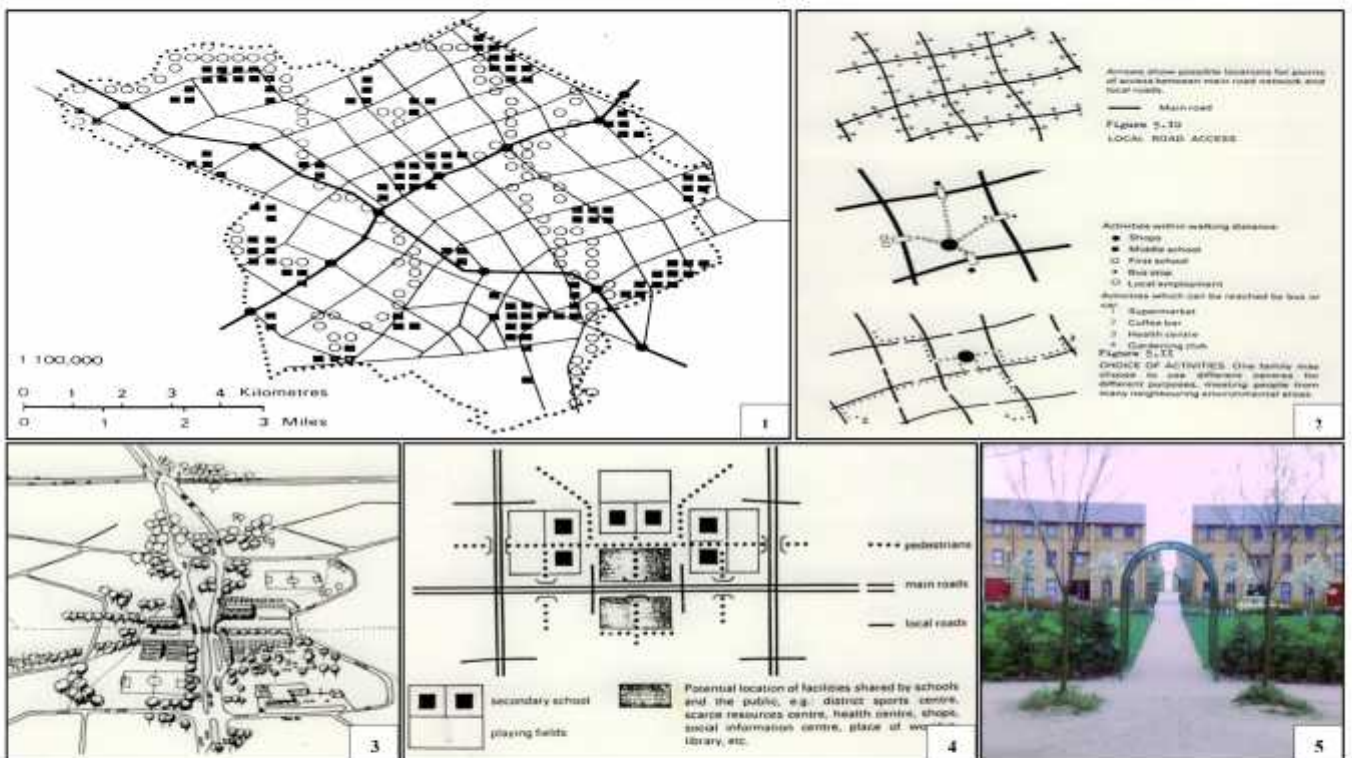 1 100,000
0 1 2 3 4 Kilometres
0 1 2 3 Miles
1
Arrows show possible locations for points
of access between main road network and
local roads.
Main road
Figure 5.10
LOCAL ROAD ACCESS
Activities within walking distance
Shops
Middle school
First school
Bus stop
Local employment
Activities which can be reached by bus or
car
1 Supermarket
2 Coffee bar
3 Health centre
4 Gardening club
Figure 5.11
CHOICE OF ACTIVITIES. One family may
choose to use different centres for
different purposes, meeting people from
many neighbouring environmental areas.
2
3
pedestrians
main roads
local roads
secondary school
playing fields
Potential location of facilities shared by schools
and the public, e.g. district sports centre,
scarce resources centre, health centre, shops,
social information centre, place of
library, etc.
4
5